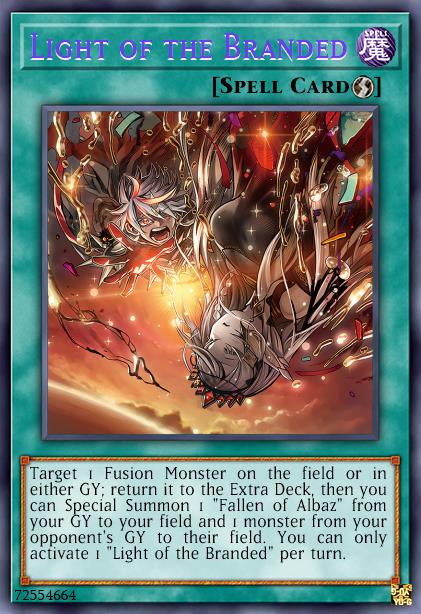 LIGHT OF THE BRANDED
SPELL
魔
[SPELL CARD]
Target 1 Fusion Monster on the field or in
either GY; return it to the Extra Deck, then you
can Special Summon 1 "Fallen of Albaz" from
your GY to your field and 1 monster from your
opponent's GY to their field. You can only
activate 1 "Light of the Branded" per turn.
72554664